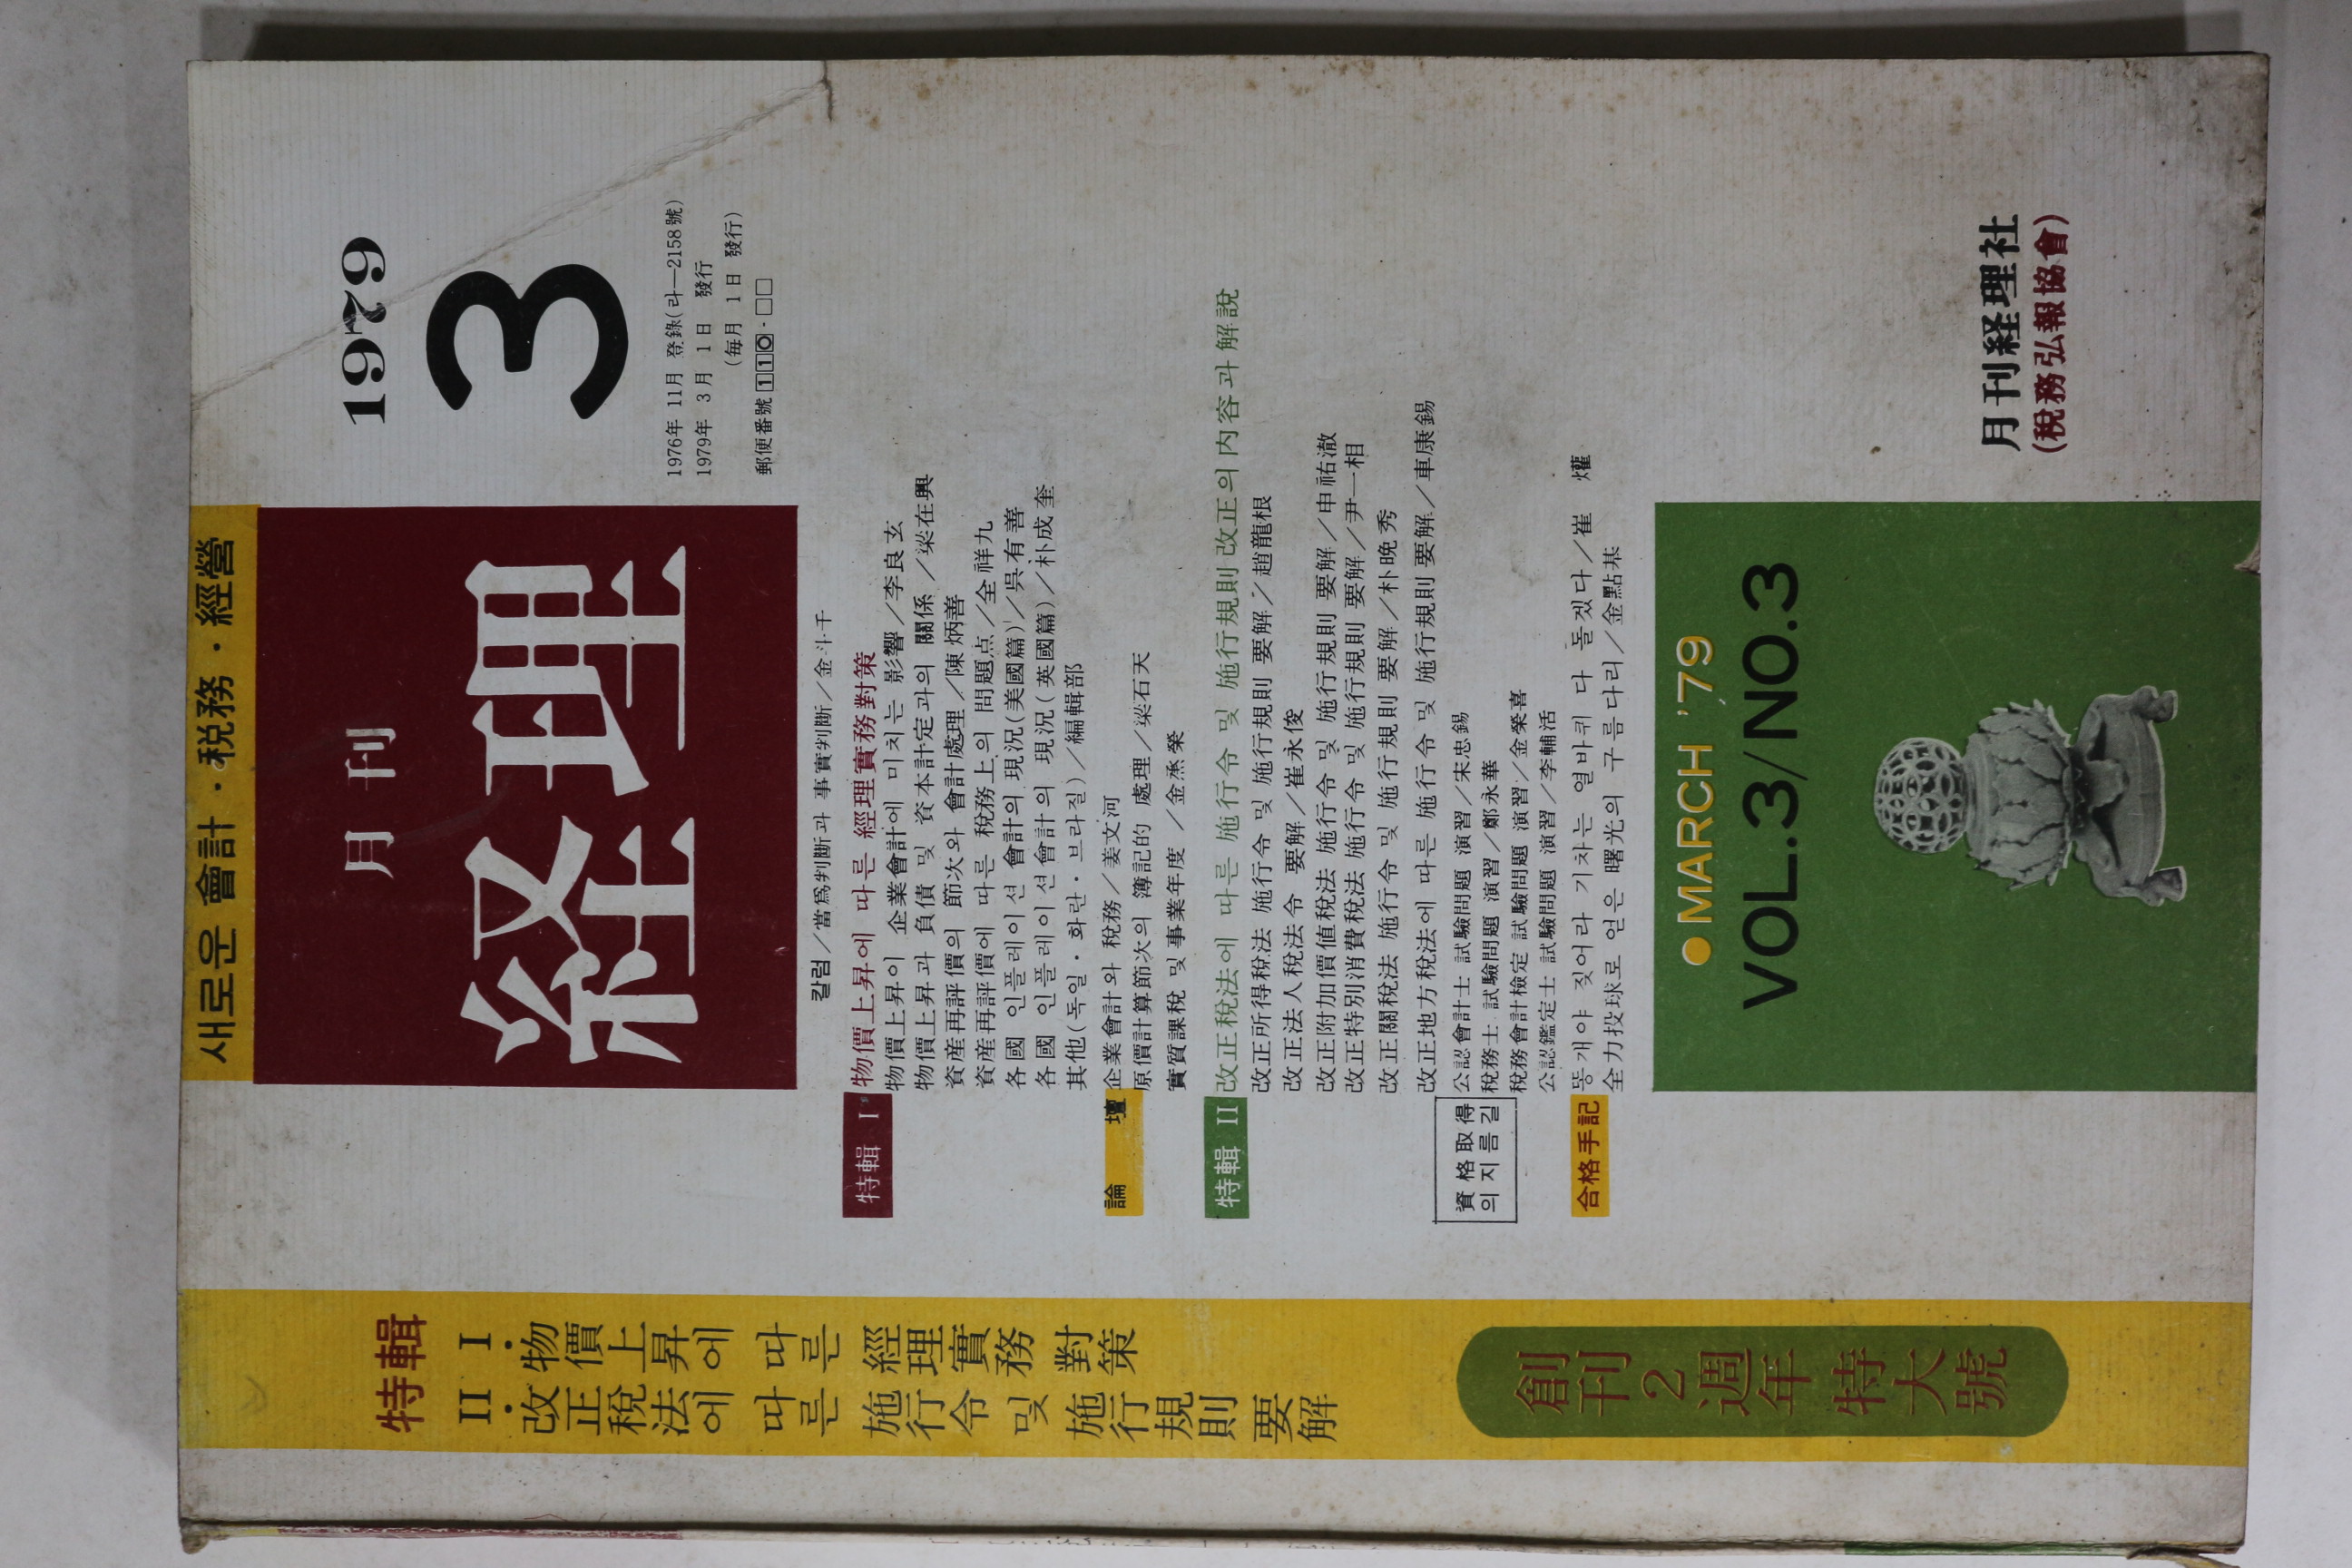 새로운 會計·税務·經營
月刊
経理
1979
3
1976年 11月 登錄(라—2158號)
1979年 3月 1日 發行
(毎月 1日 發行)
郵便番號 110-□□
칼럼/當爲判斷과 事實判斷/金斗千
特輯 I
物價上昇에 따른 經理實務對策
物價上昇이 企業會計에 미치는 影響/李良玄
物價上昇과 負債 및 資本計定과의 關係/梁在興
資産再評價의 節次와 會計處理/陳炳善
資産再評價에 따른 稅務上의 問題点/全祥九
各國 인플레이션 會計의 現況(美國篇)/吳有善
各國 인플레이션會計의 現況(英國篇)/朴成奎
其他(독일·화란·브라질)/編輯部
論壇
企業會計와 稅務/姜文河
原價計算節次의 簿記的 處理/梁石天
實質課稅 및 事業年度/金烝榮
特輯 II
改正稅法에 따른 施行令 및 施行規則 改正의 內容과 解說
改正所得稅法 施行令 및 施行規則 要解/趙龍根
改正法人稅法令 要解/崔永俊
改正附加價値稅法 施行令 및 施行規則 要解/申祐澈
改正特別消費稅法 施行令 및 施行規則 要解/尹一相
改正關稅法 施行令 및 施行規則 要解/朴晩秀
改正地方稅法에 따른 施行令 및 施行規則 要解/車康錫
資格取得
의 지름길
公認會計士 試驗問題 演習/宋忠錫
稅務士 試驗問題 演習/鄭永華
稅務會計檢定 試驗問題 演習/金榮喜
公認鑑定士 試驗問題 演習/李輔活
合格手記
똥개야 짖어라 기차는 열바퀴 다 돌겠다/崔 爟
全力投球로 얻은 曙光의 구름다리/金點基
●MARCH '79
VOL.3/NO.3
月刊経理社
(稅務弘報協會)
特輯
I·物價上昇에 따른 經理實務 對策
II·改正稅法에 따른 施行令 및 施行規則 要解
創刊2週年 特大號